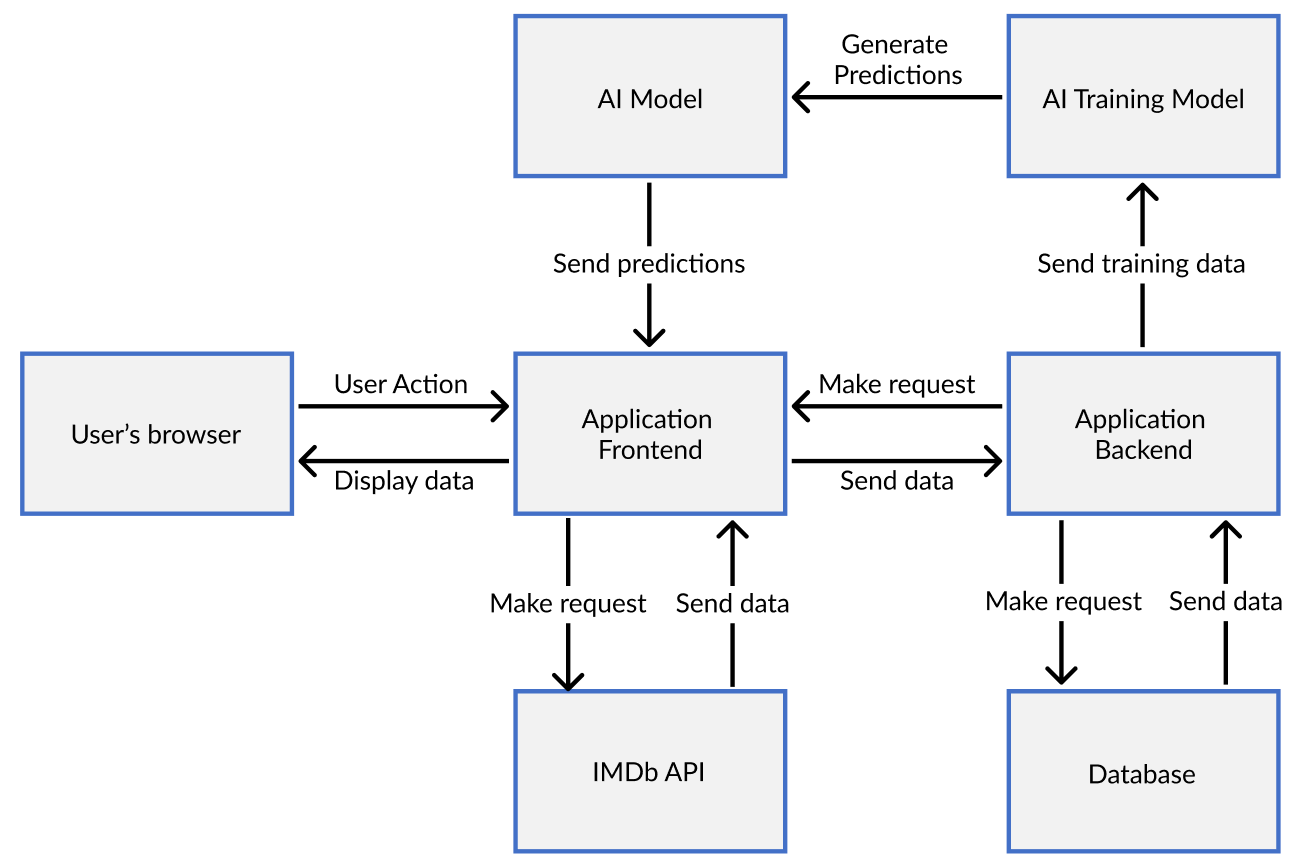 AI Model
Generate
Predictions
AI Training Model
Send predictions
Send training data
User's browser
User Action
Display data
Application
Frontend
Make request
Send data
Application
Backend
Make request
Send data
Make request
Send data
IMDb API
Database